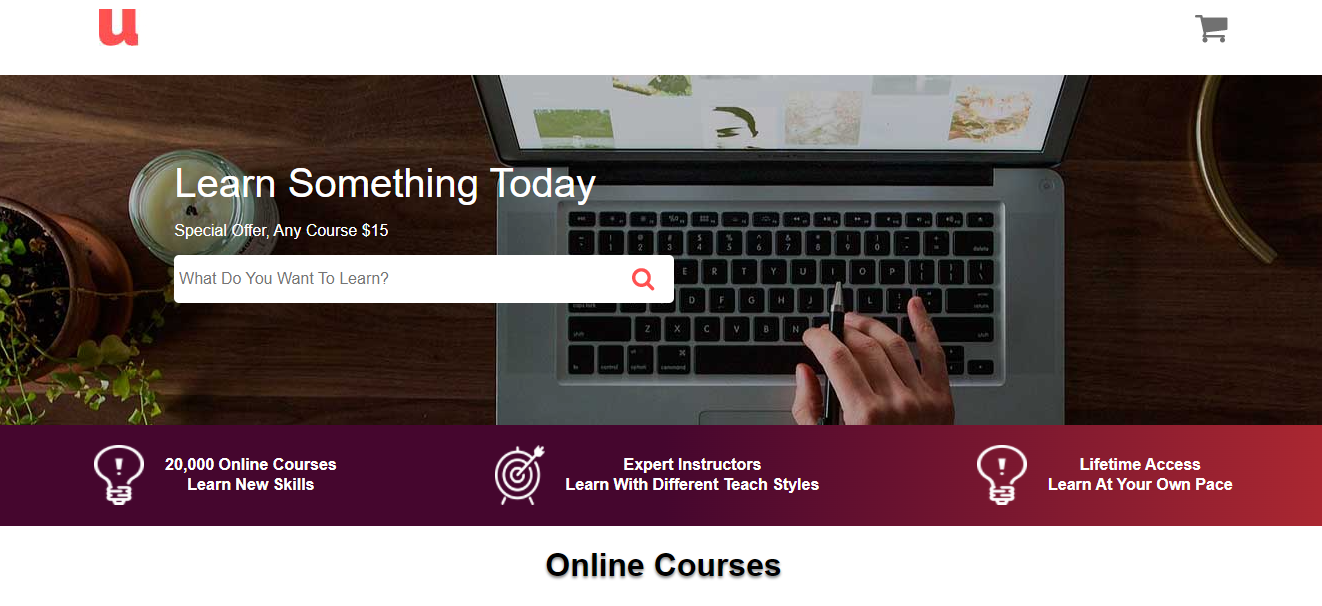 u
Learn Something Today
Special Offer, Any Course $15
What Do You Want To Learn?
20,000 Online Courses
Learn New Skills
Expert Instructors
Learn With Different Teach Styles
Lifetime Access
Learn At Your Own Pace
Online Courses